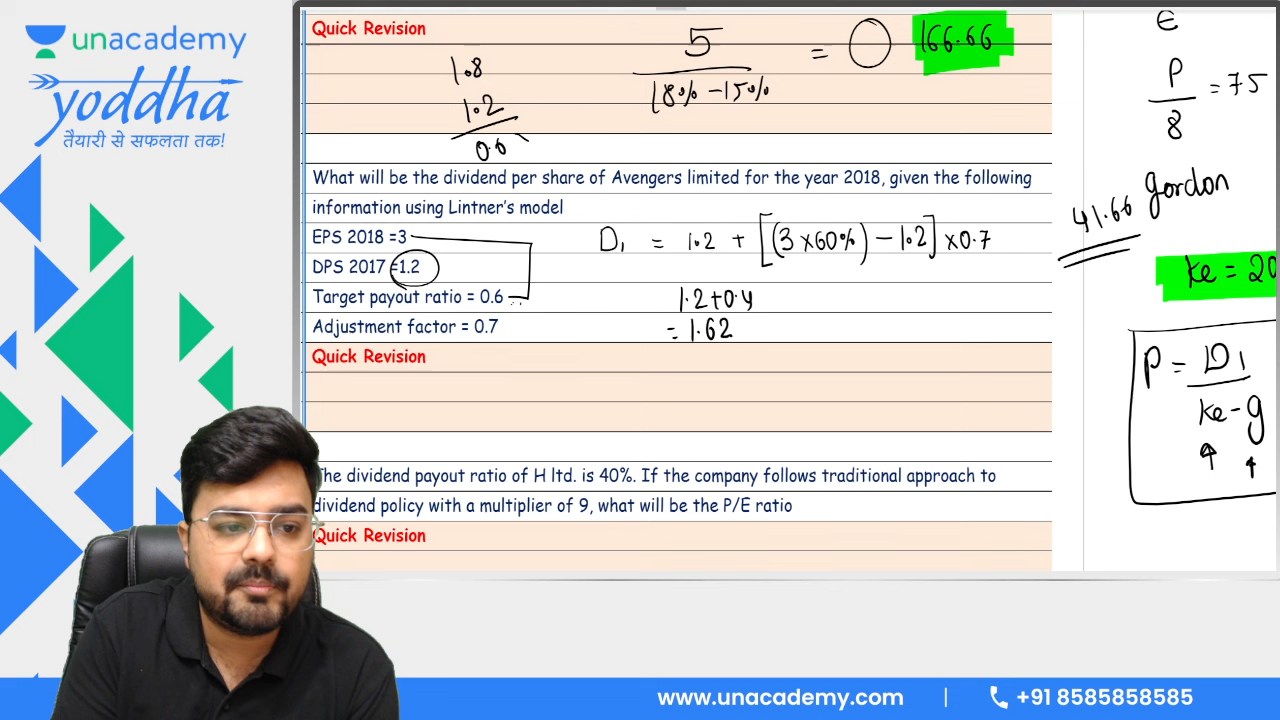 unacademy
yoddha
तैयारी से सफलता तक!
Quick Revision
1.8
1.2
0.6
5
18% - 15%
= 166.66
E
P
8
= 75
What will be the dividend per share of Avengers limited for the year 2018, given the following
information using Lintner's model
EPS 2018 =3
DPS 2017 =1.2
Target payout ratio = 0.6
Adjustment factor = 0.7
D1 = 1.2 + [(3 x 60%) - 1.2] x 0.7
1.2+0.4
= 1.62
41.66
gordon
ke = 20
P = D1
ke - g
Quick Revision
The dividend payout ratio of H ltd. is 40%. If the company follows traditional approach to
dividend policy with a multiplier of 9, what will be the P/E ratio
Quick Revision
www.unacademy.com | +91 8585858585